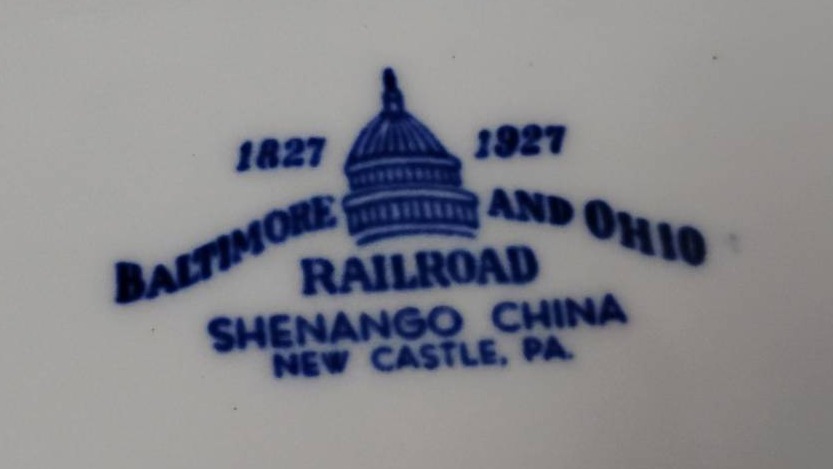 1827 1927
BALTIMORE AND OHIO
RAILROAD
SHENANGO CHINA
NEW CASTLE, PA.